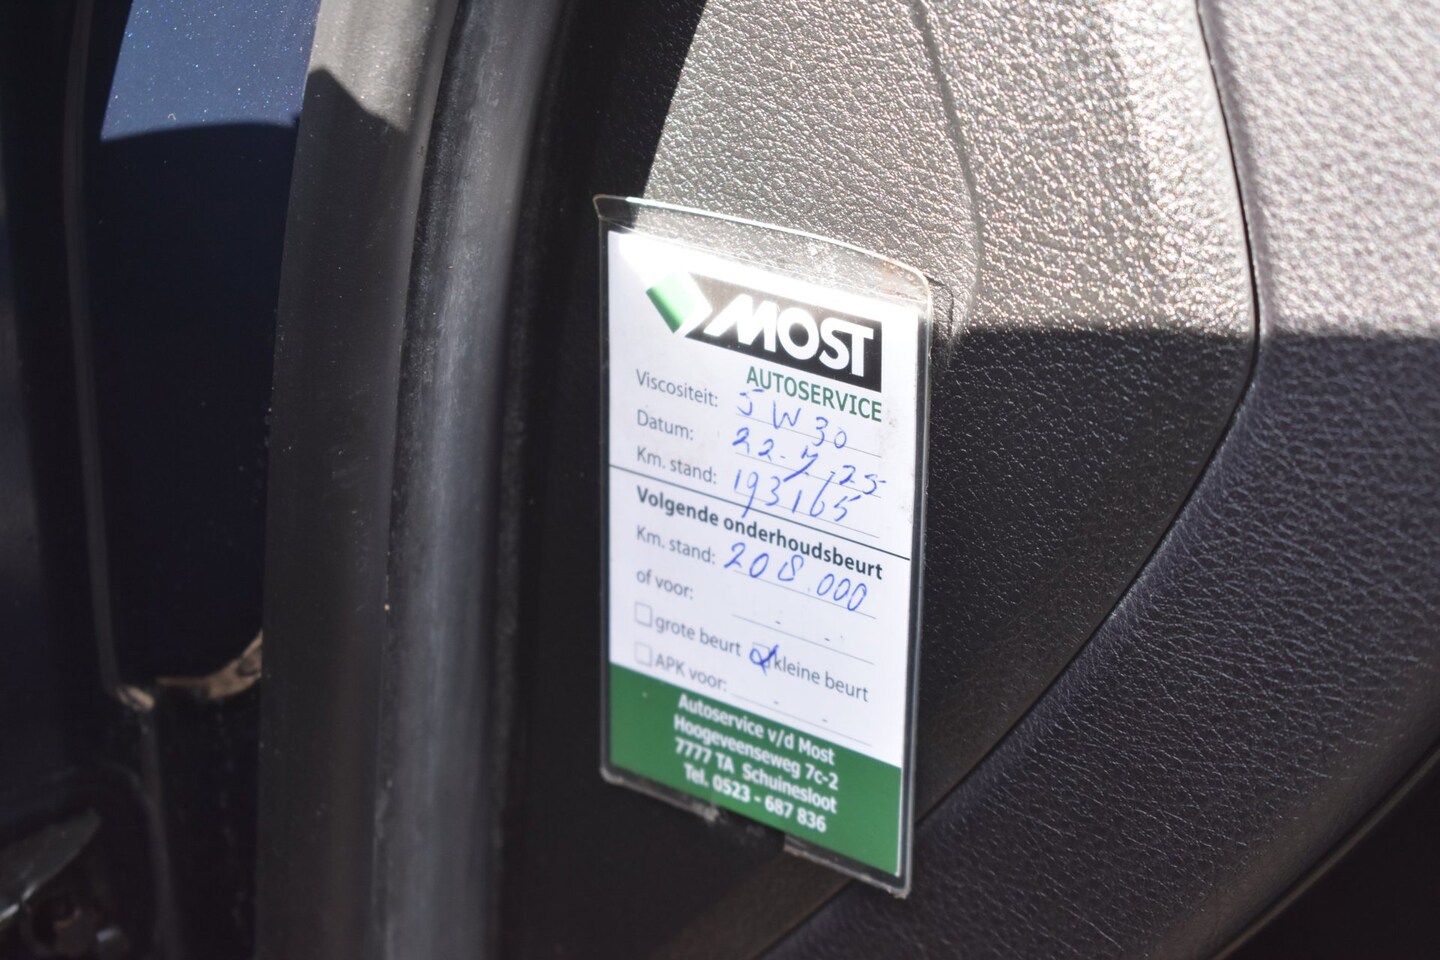 MOST
AUTOSERVICE
Viscositeit: 5W30
Datum: 22-7-25
Km. stand: 193165
Volgende onderhoudsbeurt
Km. stand: 208.000
of voor: - -
grote beurt kleine beurt
APK voor: - -
Autoservice v/d Most
Hoogeveenseweg 7c-2
7777 TA Schuinesloot
Tel. 0523 - 687 836